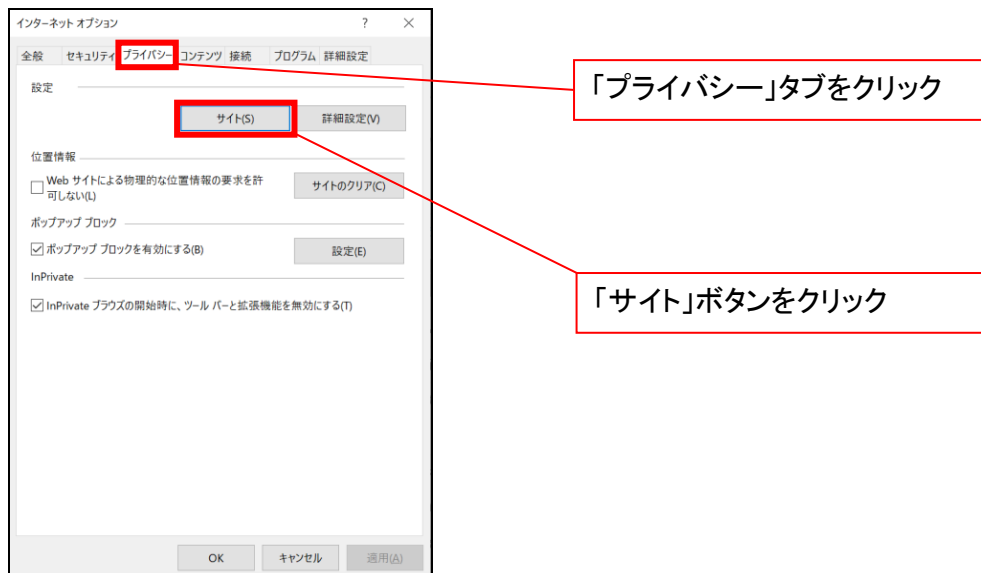 インターネット オプション ? ×
全般 セキュリティ プライバシー コンテンツ 接続 プログラム 詳細設定
「プライバシー」タブをクリック
設定
サイト(S) 詳細設定(V)
位置情報
Web サイトによる物理的な位置情報の要求を許
可しない(L)
サイトのクリア(C)
ポップアップ ブロック
ポップアップ ブロックを有効にする(B) 設定(E)
InPrivate
InPrivate ブラウズの開始時に、ツール バーと拡張機能を無効にする(T)
「サイト」ボタンをクリック
OK キャンセル 適用(A)